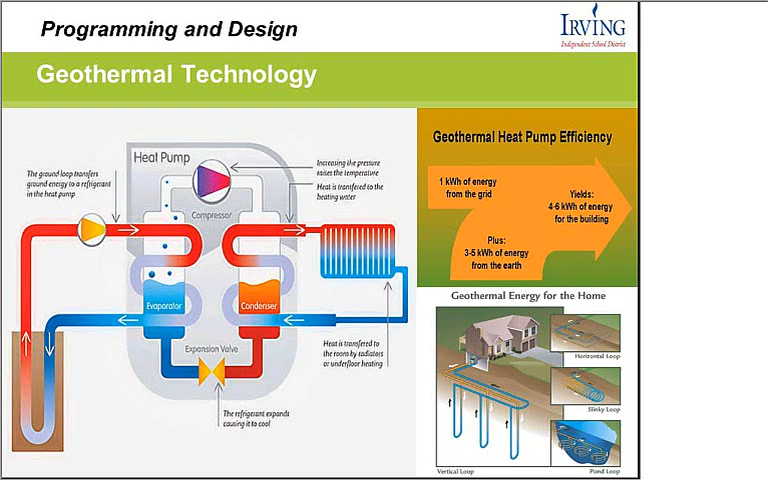 Programming and Design
IRVING
Independent School District
Geothermal Technology
Heat Pump
The ground loop transfers
ground energy to a refrigerant
in the heat pump
Increasing the pressure
raises the temperature
Heat is transfered to the
heating water
Compressor
Evaporator
Condenser
Expansion Valve
Heat is transfered to
the room by radiators
or underfloor heating
The refrigerant expands
causing it to cool
Geothermal Heat Pump Efficiency
1 kWh of energy
from the grid
Yields:
4-6 kWh of energy
for the building
Plus:
3-5 kWh of energy
from the earth
Geothermal Energy for the Home
Horizontal Loop
Slinky Loop
Vertical Loop
Pond Loop